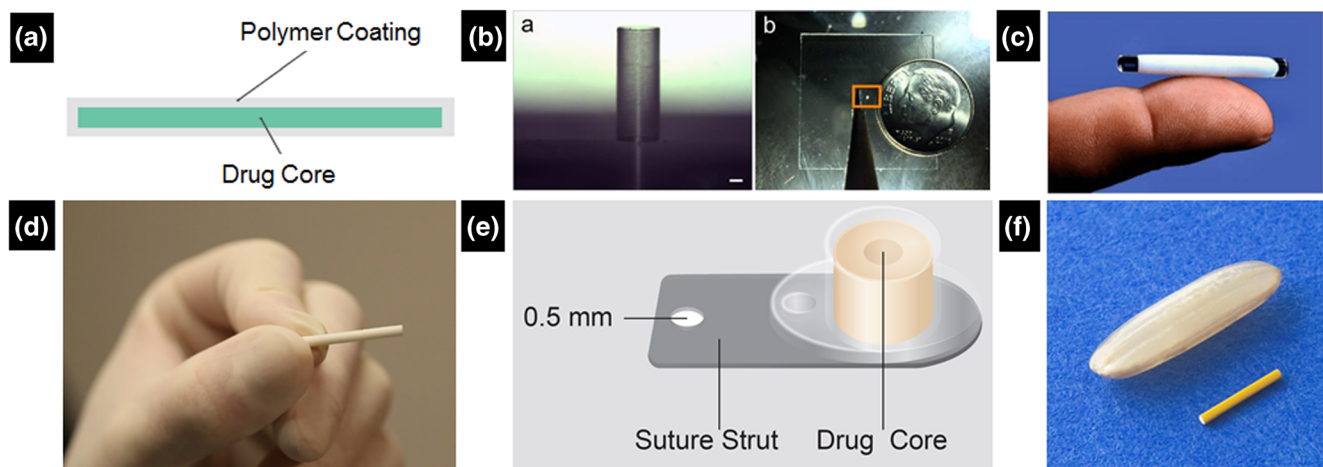 (a)
Polymer Coating
Drug Core
(b)
a
b
(c)
(d)
(e)
0.5 mm
Suture Strut
Drug Core
(f)